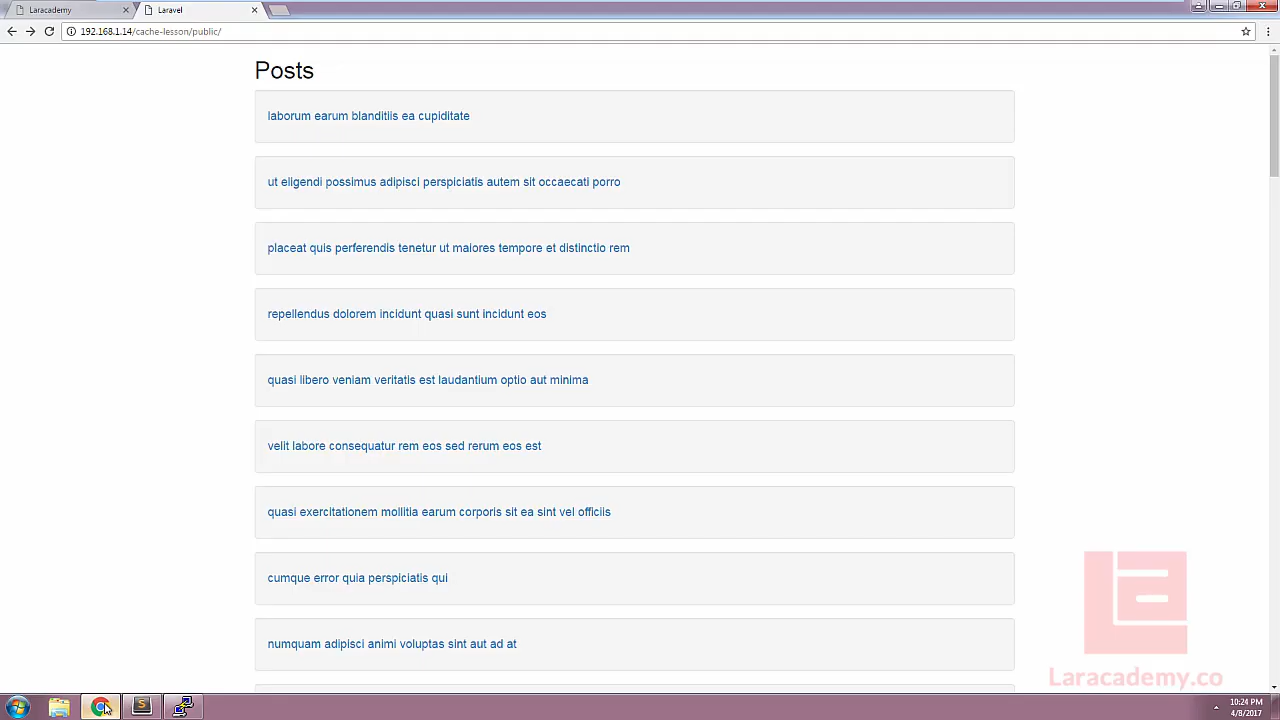 Laracademy
Laravel
192.168.1.14/cache-lesson/public/
Posts
laborum earum blanditiis ea cupiditate
ut eligendi possimus adipisci perspiciatis autem sit occaecati porro
placeat quis perferendis tenetur ut maiores tempore et distinctio rem
repellendus dolorem incidunt quasi sunt incidunt eos
quasi libero veniam veritatis est laudantium optio aut minima
velit labore consequatur rem eos sed rerum eos est
quasi exercitationem mollitia earum corporis sit ea sint vel officiis
cumque error quia perspiciatis qui
numquam adipisci animi voluptas sint aut ad at
Laracademy.co
10:24 PM
4/8/2017